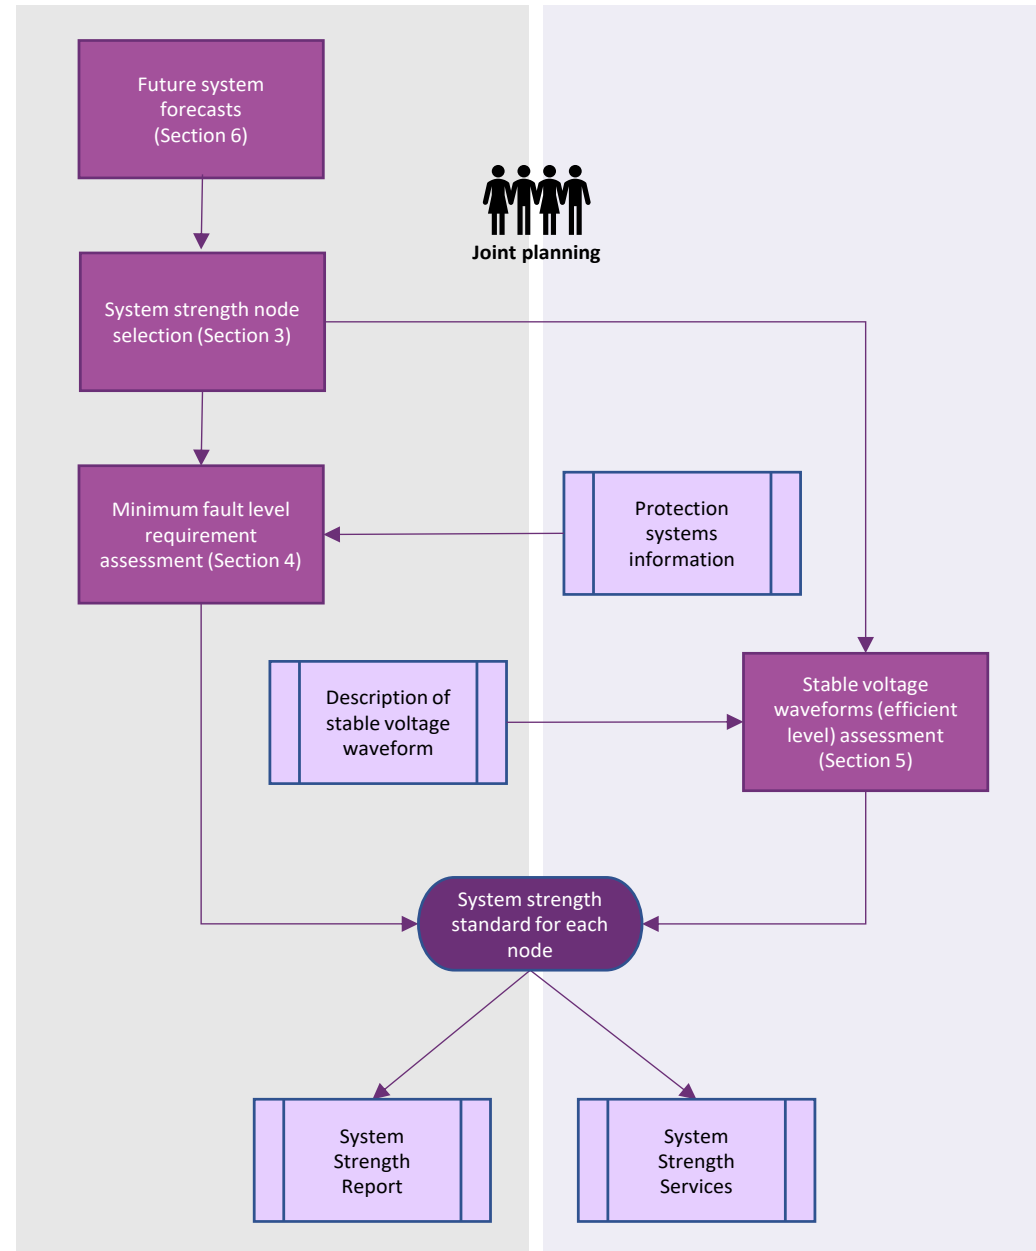 Future system
forecasts
(Section 6)
Joint planning
System strength node
selection (Section 3)
Minimum fault level
requirement
assessment (Section 4)
Protection
systems
information
Description of
stable voltage
waveform
Stable voltage
waveforms (efficient
level) assessment
(Section 5)
System strength
standard for each
node
System
Strength
Report
System
Strength
Services